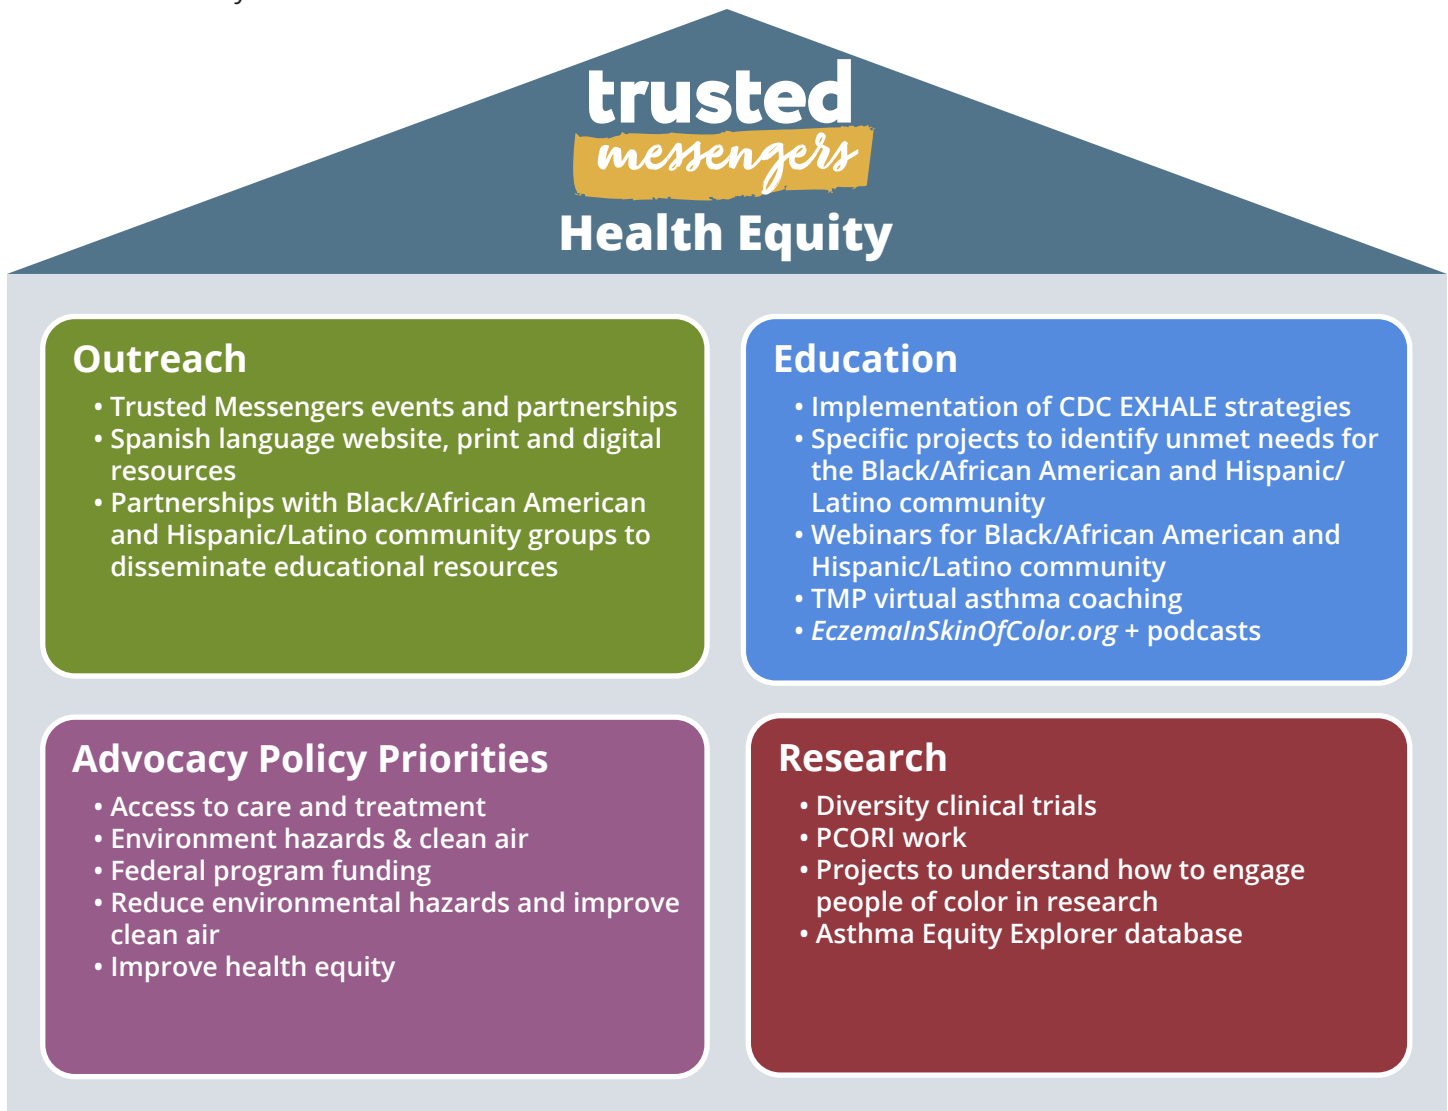 trusted
messengers
Health Equity
Outreach
• Trusted Messengers events and partnerships
• Spanish language website, print and digital
resources
• Partnerships with Black/African American
and Hispanic/Latino community groups to
disseminate educational resources
Education
• Implementation of CDC EXHALE strategies
• Specific projects to identify unmet needs for
the Black/African American and Hispanic/
Latino community
• Webinars for Black/African American and
Hispanic/Latino community
• TMP virtual asthma coaching
• EczemaInSkinOfColor.org + podcasts
Advocacy Policy Priorities
• Access to care and treatment
• Environment hazards & clean air
• Federal program funding
• Reduce environmental hazards and improve
clean air
• Improve health equity
Research
• Diversity clinical trials
• PCORI work
• Projects to understand how to engage
people of color in research
• Asthma Equity Explorer database